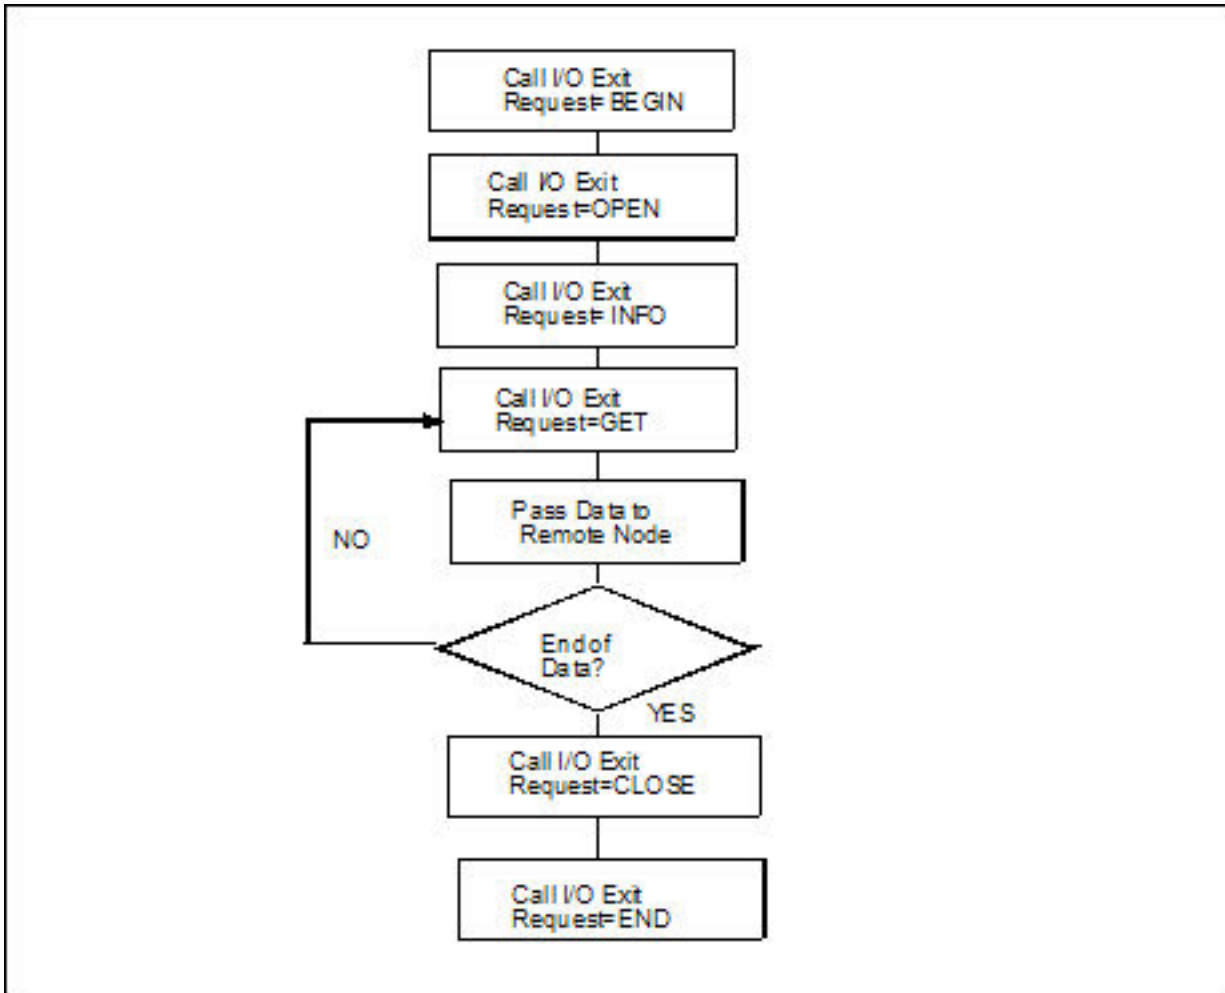 Call I/O Exit
Request= BEGIN
Call I/O Exit
Request=OPEN
Call I/O Exit
Request= INFO
Call I/O Exit
Request=GET
Pass Data to
Remote Node
NO
End of
Data?
YES
Call I/O Exit
Request=CLOSE
Call I/O Exit
Request=END